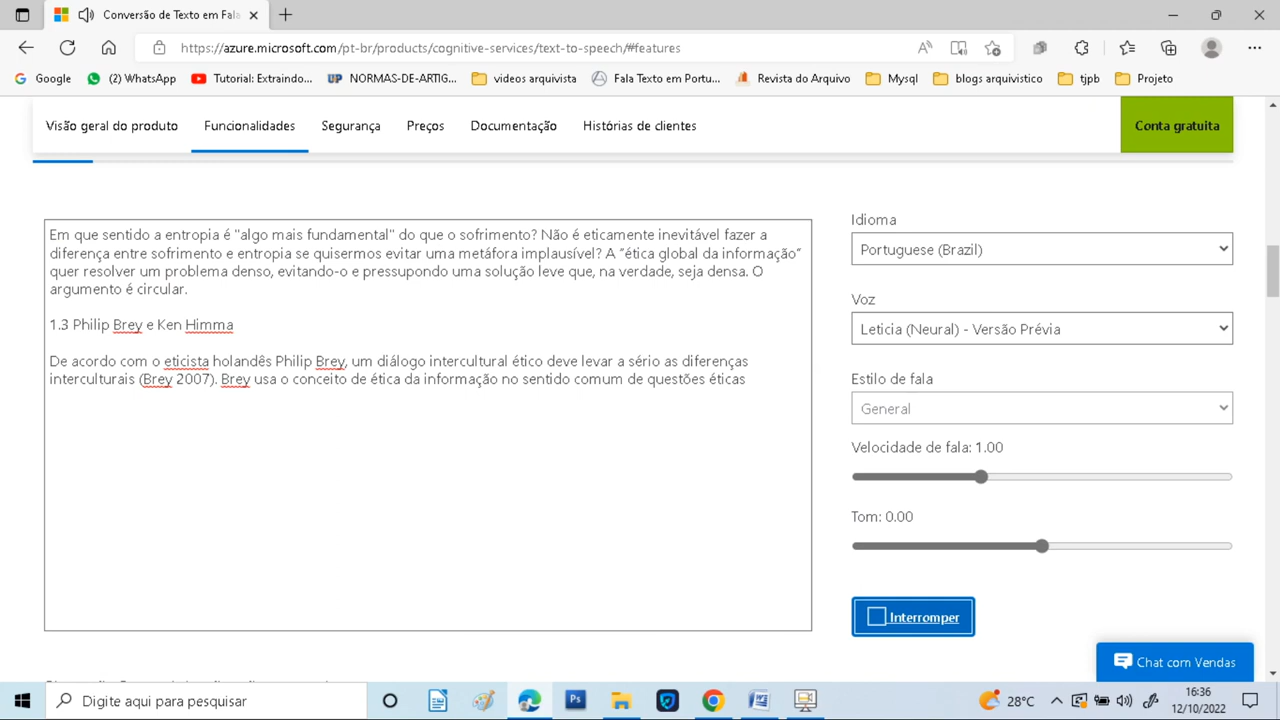 Conversão de Texto em Fala
https://azure.microsoft.com/pt-br/products/cognitive-services/text-to-speech/#features
Google
(2) WhatsApp
Tutorial: Extraindo...
UP NORMAS-DE-ARTIG...
videos arquivista
Fala Texto em Portu...
Revista do Arquivo
Mysql
blogs arquivistico
tjpb
Projeto
Visão geral do produto
Funcionalidades
Segurança
Preços
Documentação
Histórias de clientes
Conta gratuita
Em que sentido a entropia é "algo mais fundamental" do que o sofrimento? Não é eticamente inevitável fazer a
diferença entre sofrimento e entropia se quisermos evitar uma metáfora implausível? A “ética global da informação”
quer resolver um problema denso, evitando-o e pressupondo uma solução leve que, na verdade, seja densa. O
argumento é circular.
1.3 Philip Brey e Ken Himma
De acordo com o eticista holandês Philip Brey, um diálogo intercultural ético deve levar a sério as diferenças
interculturais (Brey 2007). Brey usa o conceito de ética da informação no sentido comum de questões éticas
Idioma
Portuguese (Brazil)
Voz
Leticia (Neural) - Versão Prévia
Estilo de fala
General
Velocidade de fala: 1.00
Tom: 0.00
Interromper
Chat com Vendas
Digite aqui para pesquisar
Ps
28°C
16:36
12/10/2022